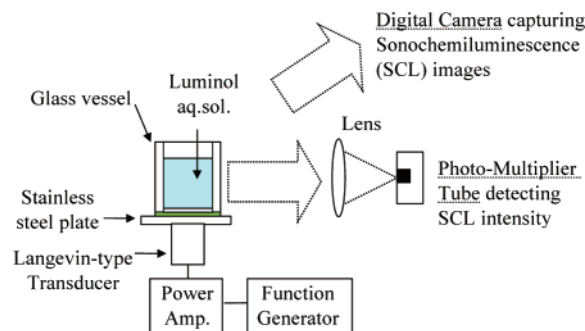 Digital Camera capturing
Sonochemiluminescence
(SCL) images
Luminol
aq.sol.
Glass vessel
Lens
Photo-Multiplier
Tube detecting
SCL intensity
Stainless
steel plate
Langevin-type
Transducer
Power
Amp.
Function
Generator